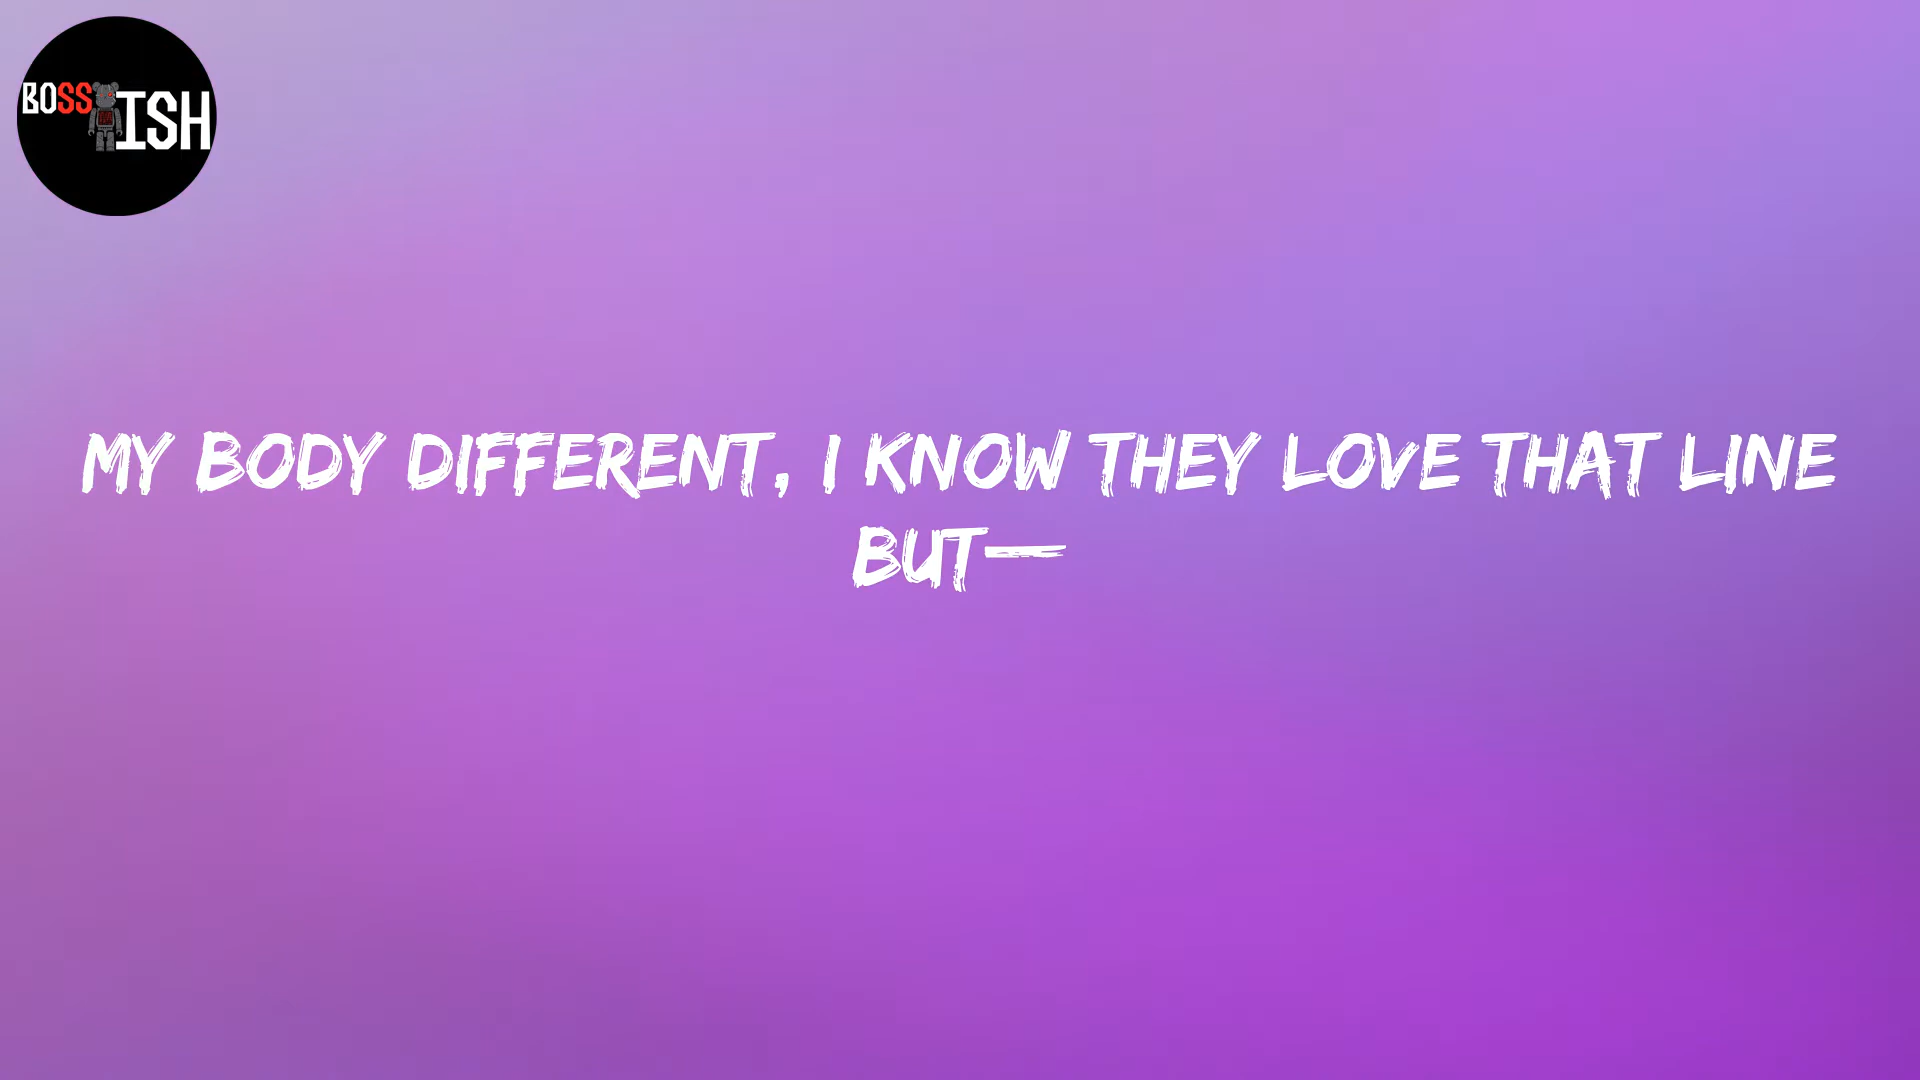 BOSS ISH
MY BODY DIFFERENT, I KNOW THEY LOVE THAT LINE
BUT—